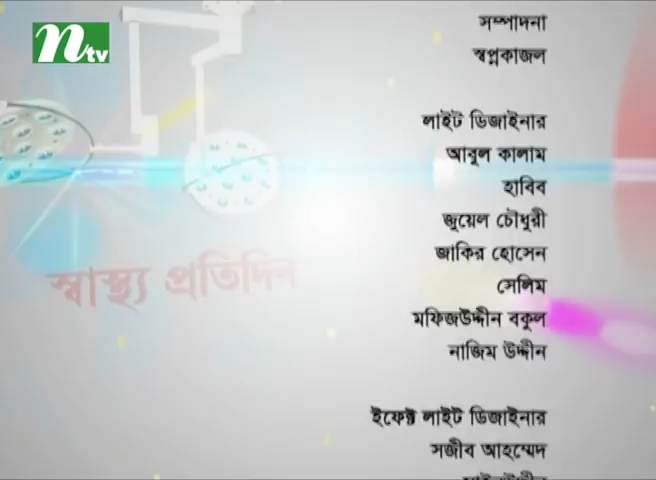 ntv
সম্পাদনা
স্বপ্নকাজল
লাইট ডিজাইনার
আবুল কালাম
হাবিব
জুয়েল চৌধুরী
জাকির হোসেন
সেলিম
মফিজউদ্দীন বকুল
নাজিম উদ্দীন
স্বাস্থ্য প্রতিদিন
ইফেক্ট লাইট ডিজাইনার
সজীব আহম্মেদ